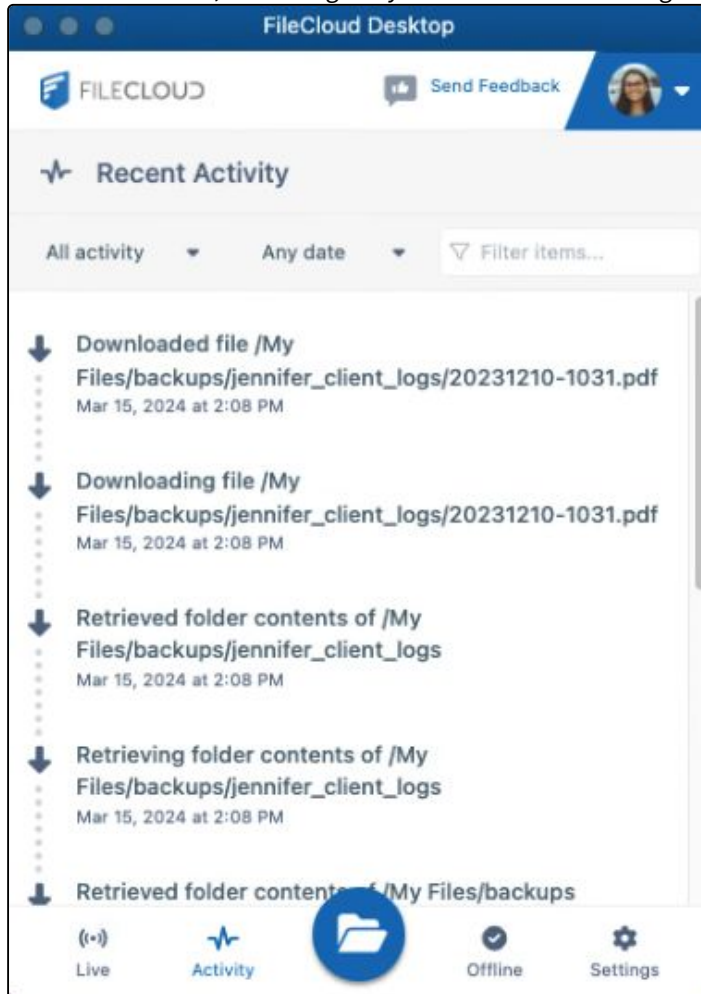 FileCloud Desktop
FILECLOUD
Send Feedback
Recent Activity
All activity
Any date
Filter items...
Downloaded file /My
Files/backups/jennifer_client_logs/20231210-1031.pdf
Mar 15, 2024 at 2:08 PM
Downloading file /My
Files/backups/jennifer_client_logs/20231210-1031.pdf
Mar 15, 2024 at 2:08 PM
Retrieved folder contents of /My
Files/backups/jennifer_client_logs
Mar 15, 2024 at 2:08 PM
Retrieving folder contents of /My
Files/backups/jennifer_client_logs
Mar 15, 2024 at 2:08 PM
Retrieved folder contents of /My Files/backups
Live
Activity
Offline
Settings